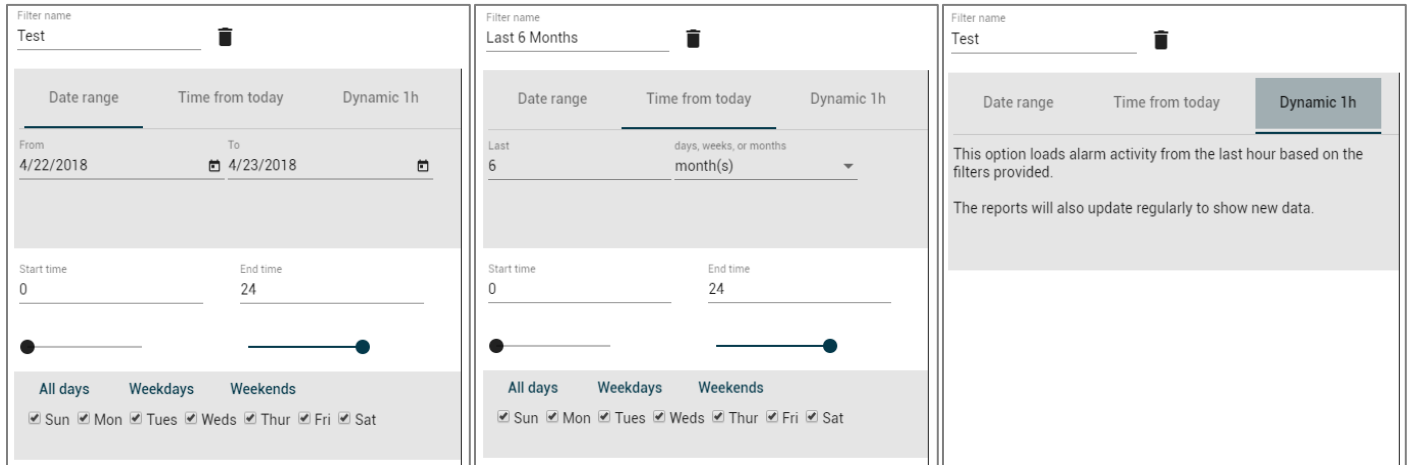 Filter name
Test
Date range Time from today Dynamic 1h
From To
4/22/2018 4/23/2018
Start time End time
0 24
All days Weekdays Weekends
Sun Mon Tues Weds Thur Fri Sat
Filter name
Last 6 Months
Date range Time from today Dynamic 1h
Last days, weeks, or months
6 month(s)
Start time End time
0 24
All days Weekdays Weekends
Sun Mon Tues Weds Thur Fri Sat
Filter name
Test
Date range Time from today Dynamic 1h
This option loads alarm activity from the last hour based on the
filters provided.
The reports will also update regularly to show new data.